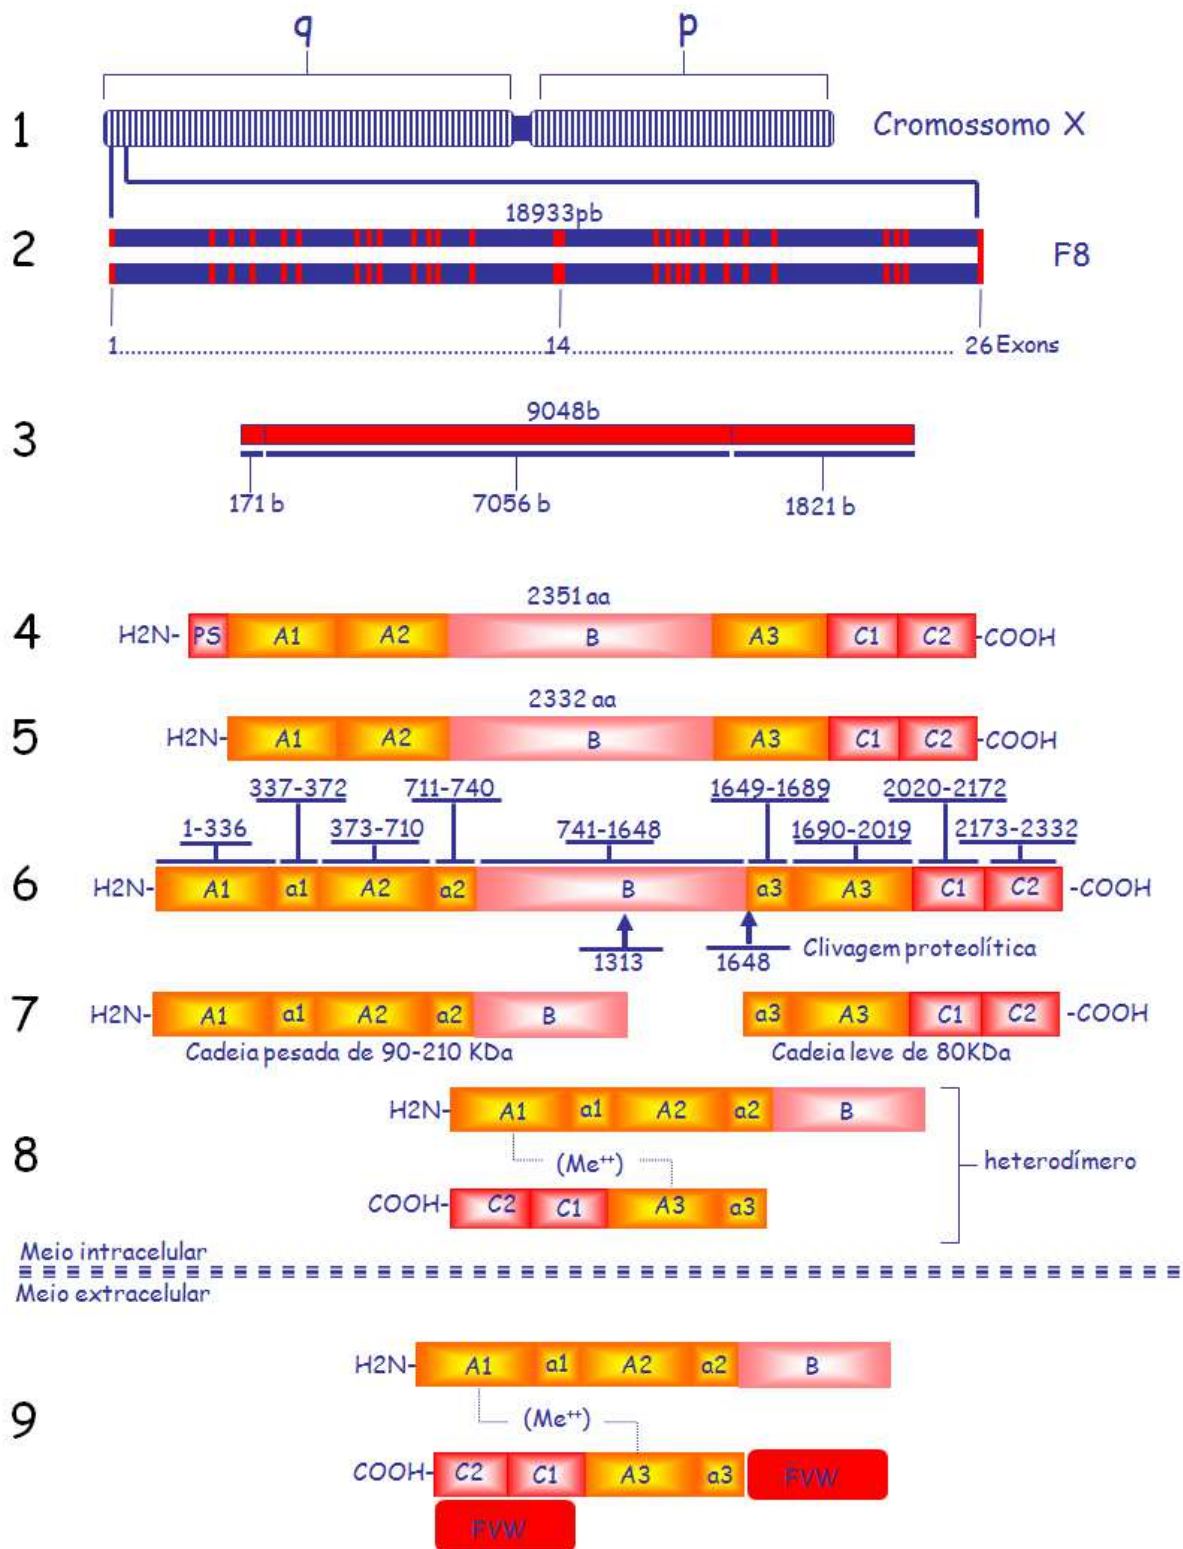 q p
1 Cromossomo X
18933pb
2 F8
1 14 26 Exons
9048b
3
171 b 7056 b 1821 b
2351 aa
4 H2N- PS A1 A2 B A3 C1 C2 -COOH
2332 aa
5 H2N- A1 A2 B A3 C1 C2 -COOH
337-372 711-740 1649-1689 2020-2172
1-336 373-710 741-1648 1690-2019 2173-2332
6 H2N- A1 a1 A2 a2 B a3 A3 C1 C2 -COOH
1313 1648 Clivagem proteolítica
7 H2N- A1 a1 A2 a2 B a3 A3 C1 C2 -COOH
Cadeia pesada de 90-210 KDa Cadeia leve de 80KDa
H2N- A1 a1 A2 a2 B
8 (Me++) heterodímero
COOH- C2 C1 A3 a3
Meio intracelular
Meio extracelular
H2N- A1 a1 A2 a2 B
9 (Me++)
COOH- C2 C1 A3 a3 FVW
FVW